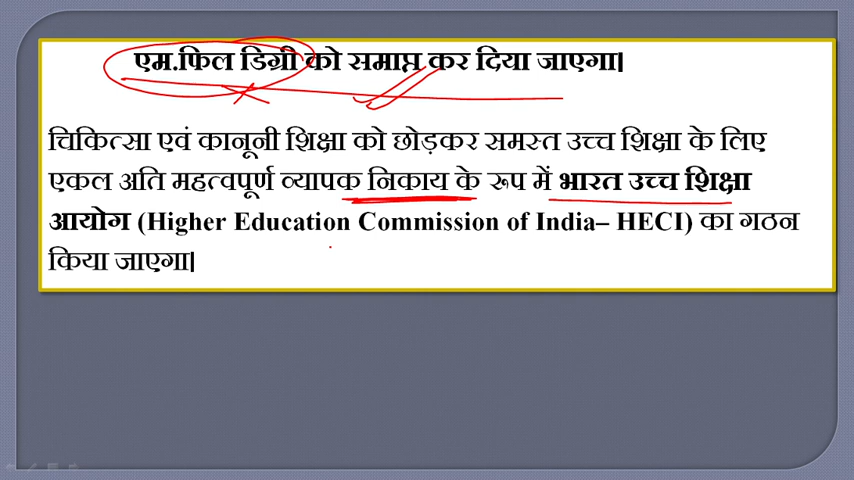 एम.फिल डिग्री को समाप्त कर दिया जाएगा|
चिकित्सा एवं कानूनी शिक्षा को छोड़कर समस्त उच्च शिक्षा के लिए
एकल अति महत्वपूर्ण व्यापक निकाय के रूप में भारत उच्च शिक्षा
आयोग (Higher Education Commission of India– HECI) का गठन
किया जाएगा|